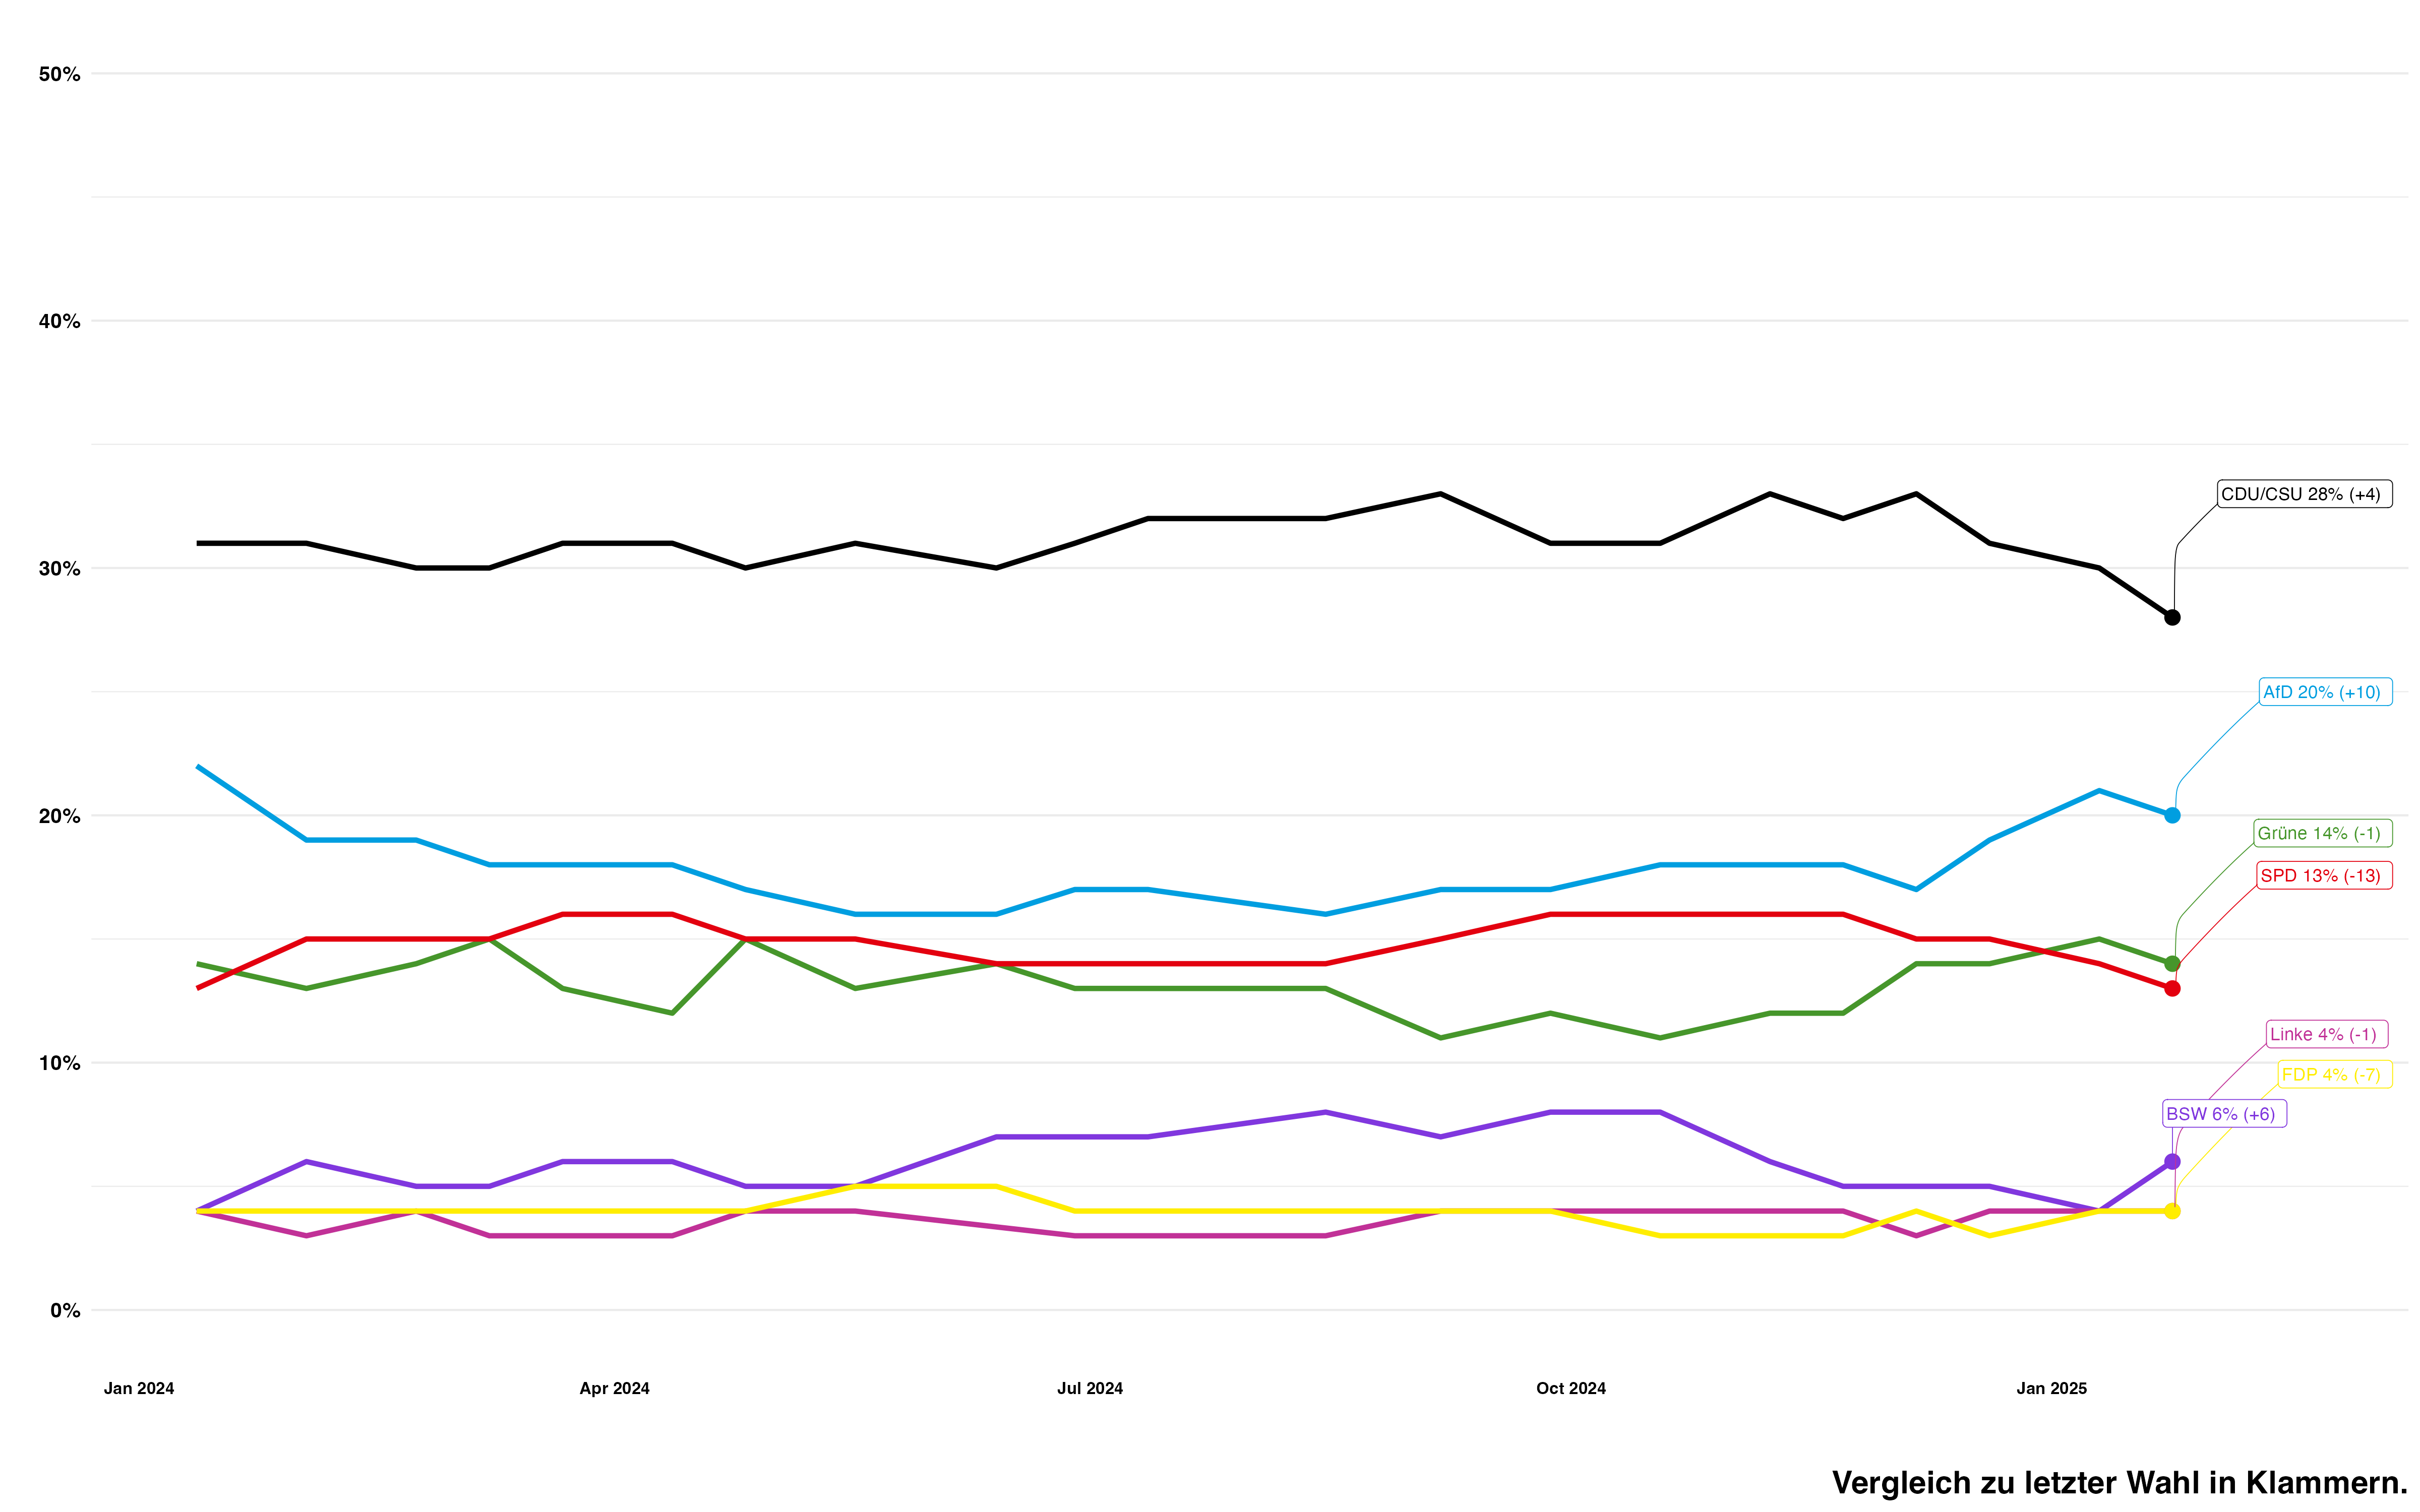 50%
40%
30%
20%
10%
0%
CDU/CSU 28% (+4)
AfD 20% (+10)
Grüne 14% (-1)
SPD 13% (-13)
Linke 4% (-1)
FDP 4% (-7)
BSW 6% (+6)
Jan 2024
Apr 2024
Jul 2024
Oct 2024
Jan 2025
Vergleich zu letzter Wahl in Klammern.